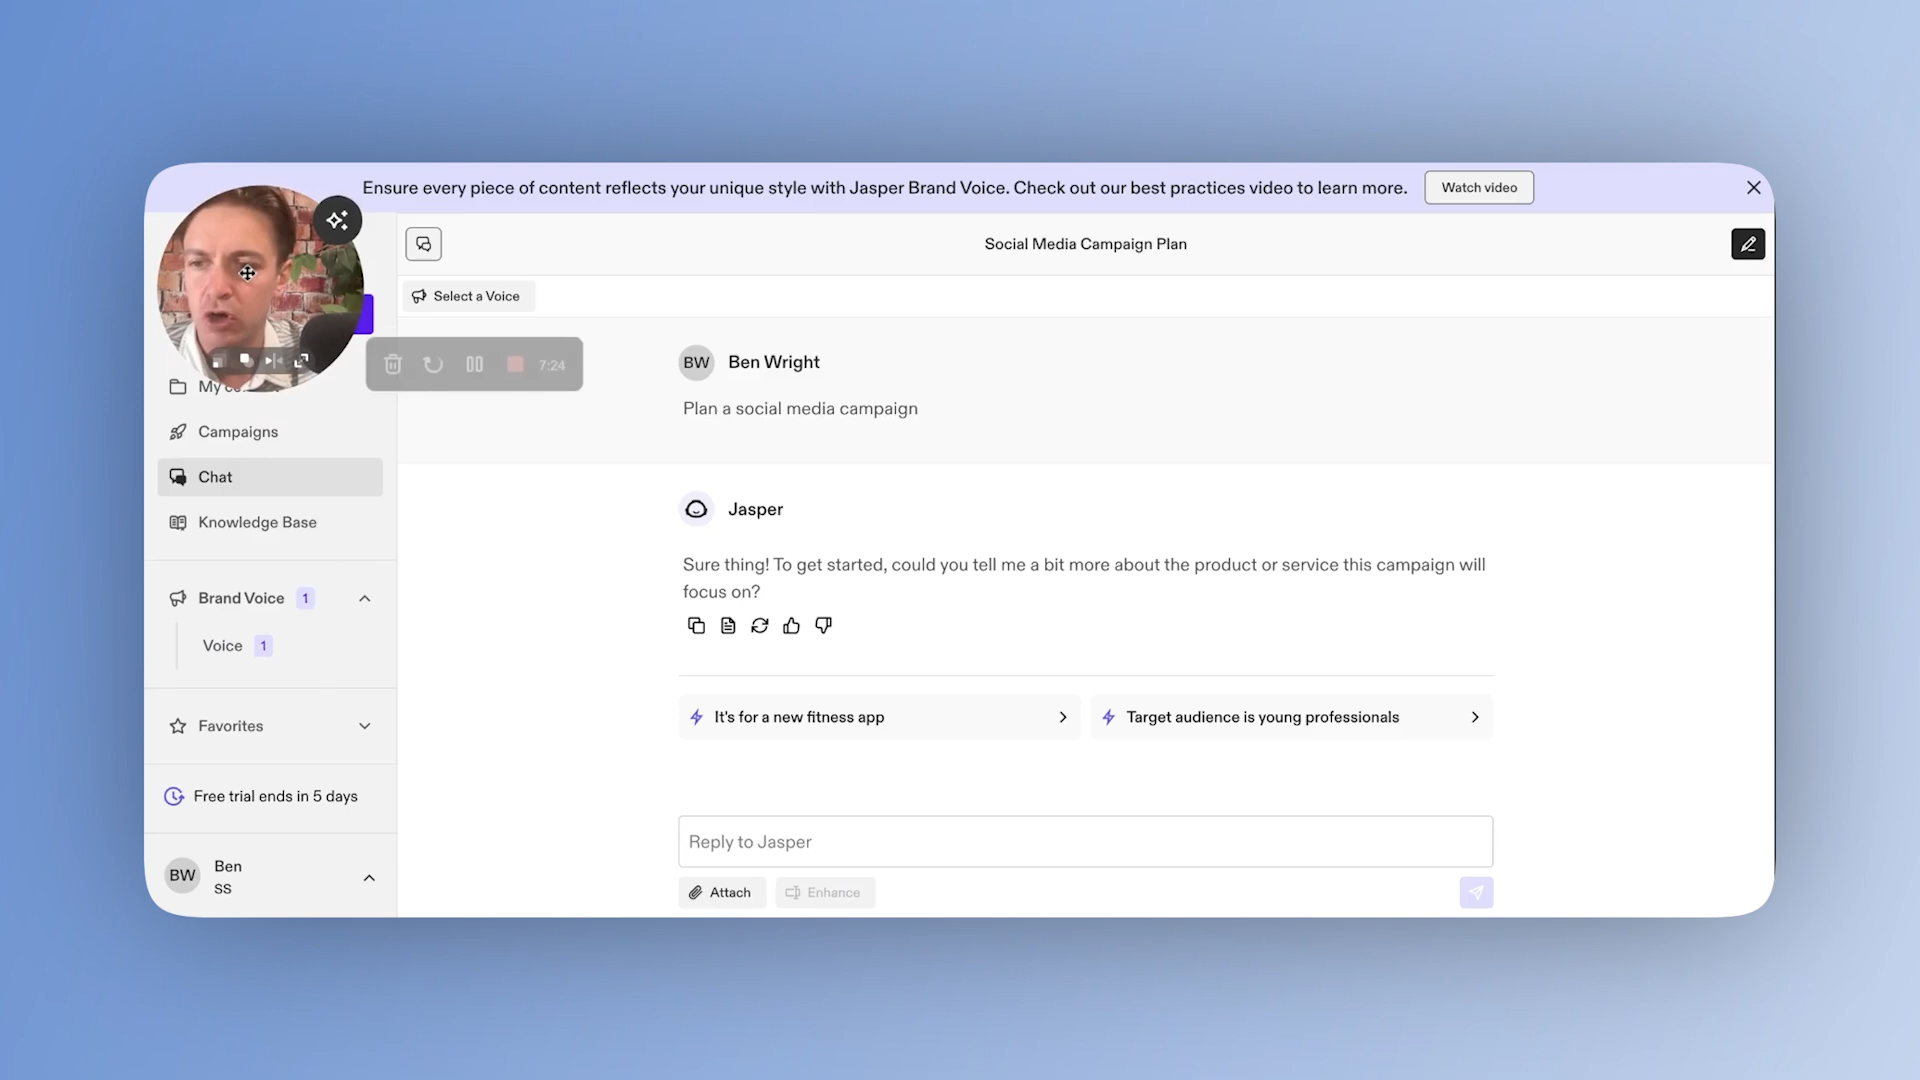 Ensure every piece of content reflects your unique style with Jasper Brand Voice. Check out our best practices video to learn more.
Watch video
Social Media Campaign Plan
Select a Voice
7:24
BW
Ben Wright
Plan a social media campaign
My
Campaigns
Chat
Knowledge Base
Brand Voice 1
Voice 1
Favorites
Free trial ends in 5 days
BW
Ben
SS
Jasper
Sure thing! To get started, could you tell me a bit more about the product or service this campaign will
focus on?
It's for a new fitness app
Target audience is young professionals
Reply to Jasper
Attach
Enhance